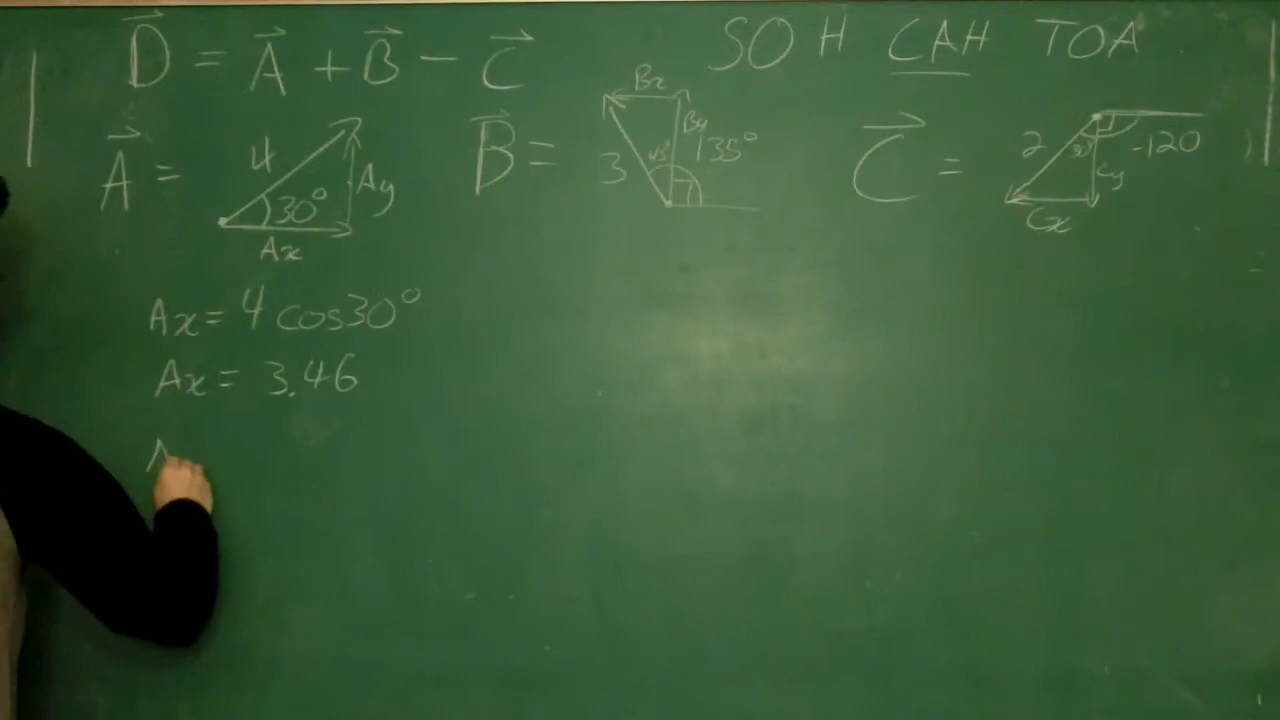 D⃗ = A⃗ + B⃗ − C⃗
SOH CAH TOA
A⃗ = 4 30° Ay
Ax
B⃗ = 3 Bx By 45° 135°
C⃗ = 2 30° -120 Cy
Cx
Ax = 4 cos30°
Ax = 3.46
A